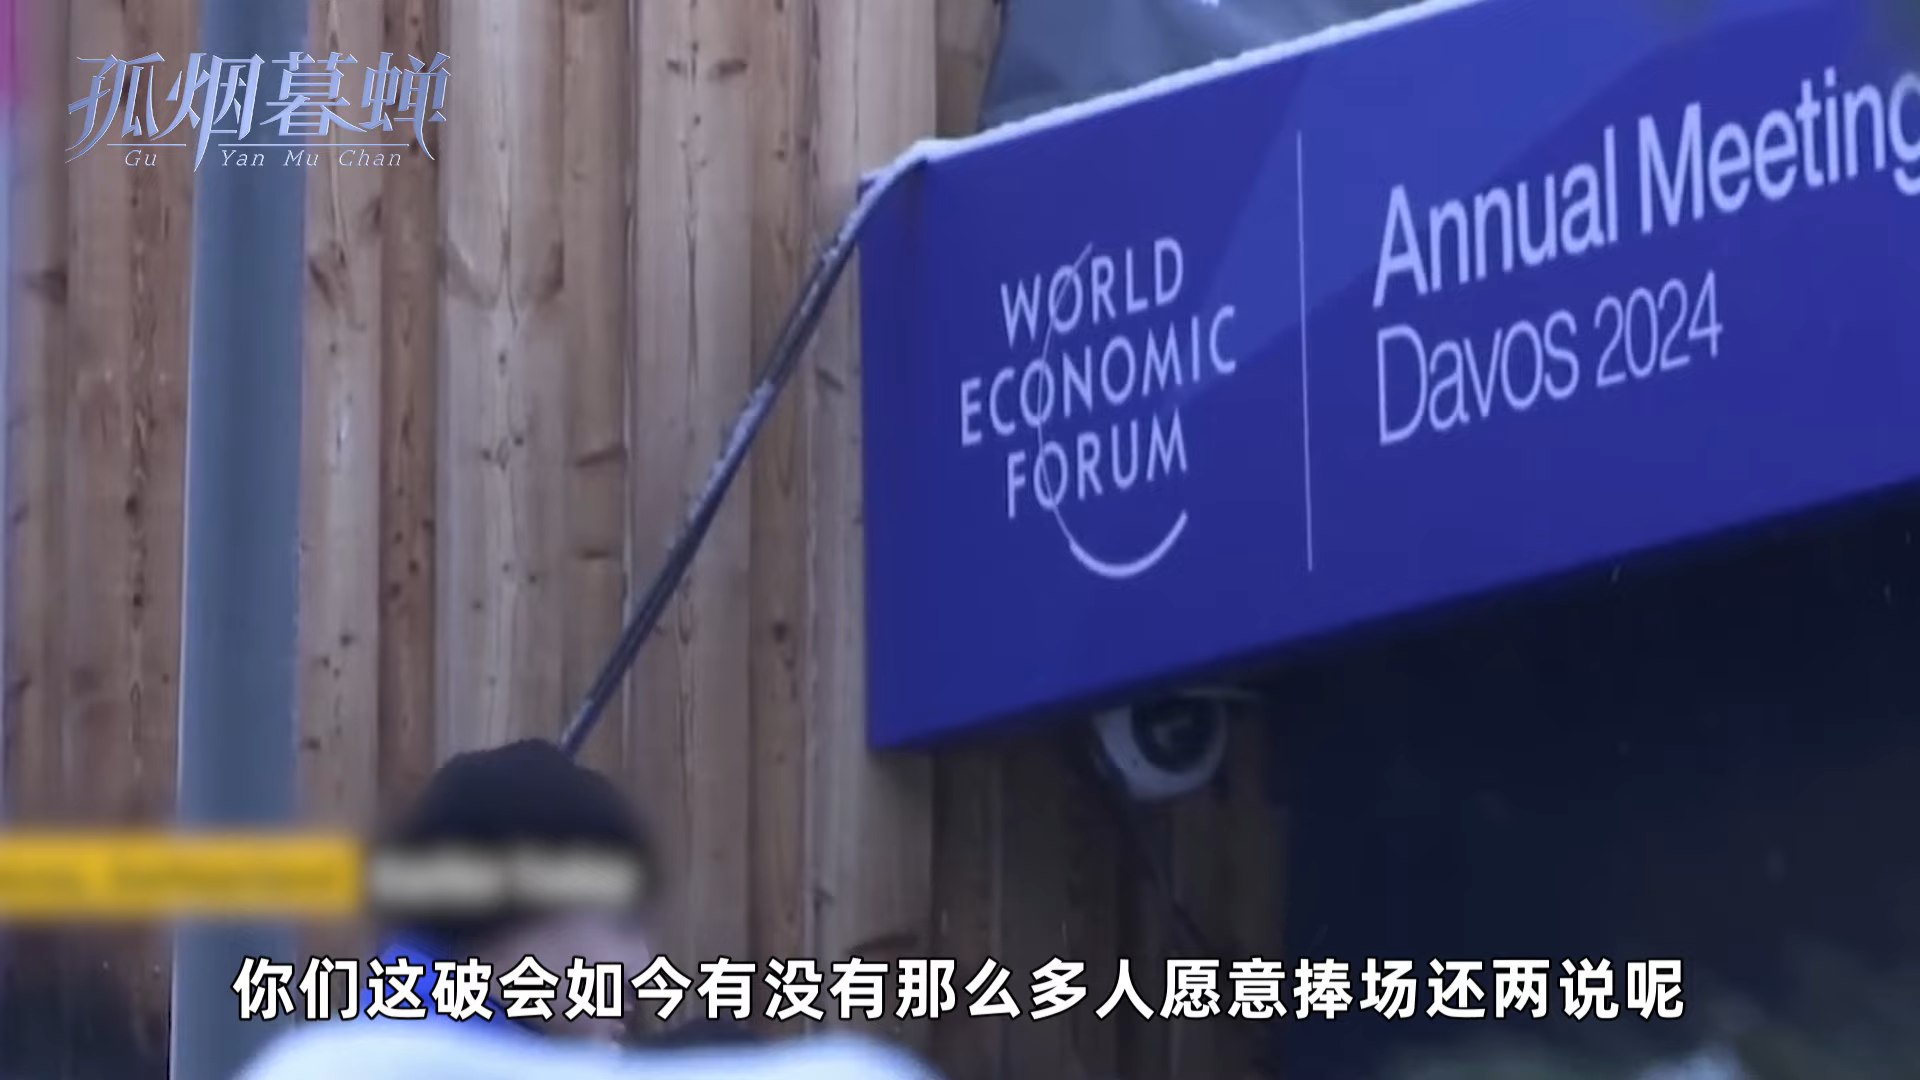 孤烟暮蝉
Gu Yan Mu Chan
WORLD
ECONOMIC
FORUM
Annual Meeting
Davos 2024
你们这破会如今有没有那么多人愿意捧场还两说呢